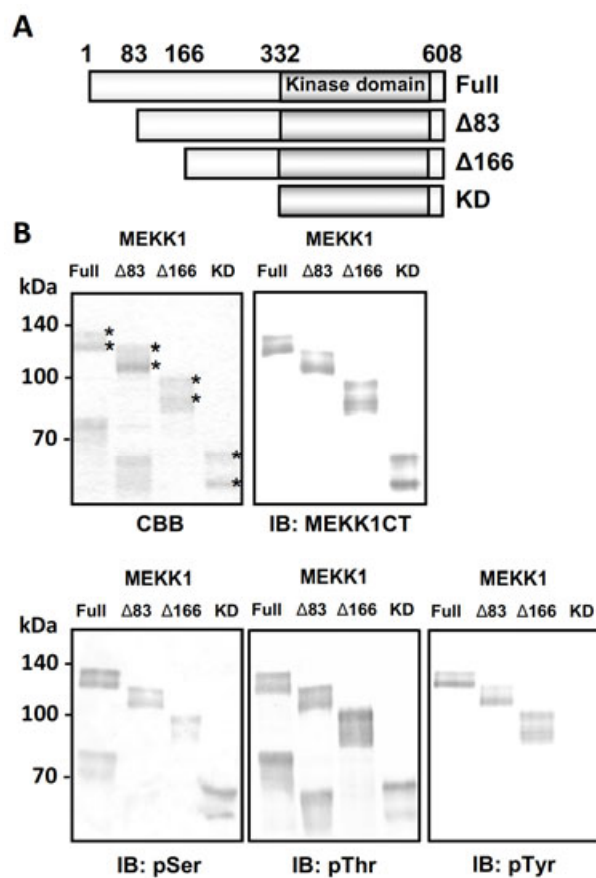 A
1 83 166 332 608
Kinase domain Full
Δ83
Δ166
KD
B
MEKK1 MEKK1
kDa Full Δ83 Δ166 KD Full Δ83 Δ166 KD
140
*
*
*
*
100
*
*
70
*
*
CBB IB: MEKK1CT
MEKK1 MEKK1 MEKK1
kDa Full Δ83 Δ166 KD Full Δ83 Δ166 KD Full Δ83 Δ166 KD
140
100
70
IB: pSer IB: pThr IB: pTyr